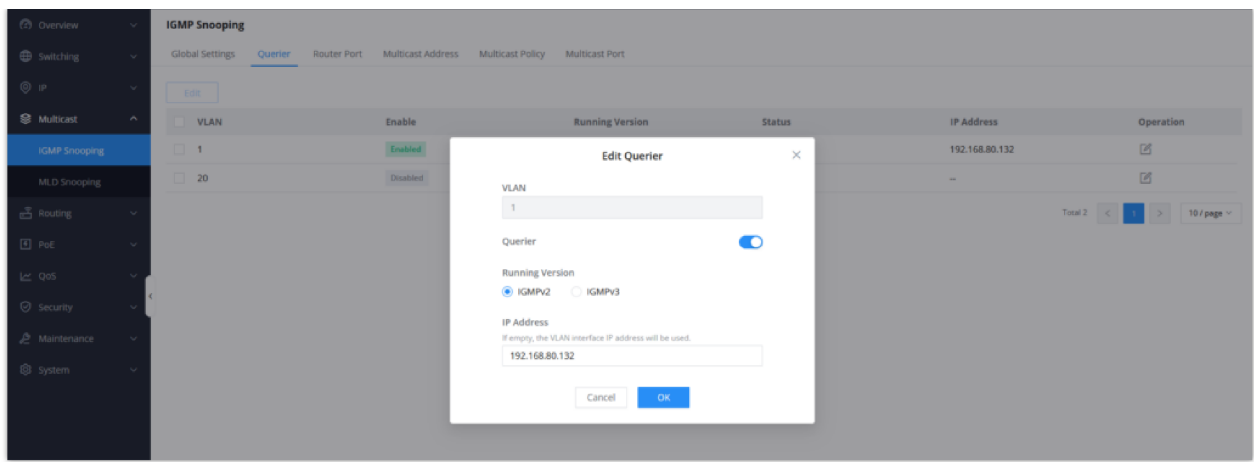 Overview
IGMP Snooping
Switching
Global Settings Querier Router Port Multicast Address Multicast Policy Multicast Port
IP
Edit
Multicast
VLAN Enable Running Version Status IP Address Operation
IGMP Snooping
1 Enabled 192.168.80.132
MLD Snooping
20 Disabled --
Routing
Total 2 < 1 > 10 / page
PoE
QoS
Security
Maintenance
System
Edit Querier
VLAN
1
Querier
Running Version
IGMPv2 IGMPv3
IP Address
If empty, the VLAN interface IP address will be used.
192.168.80.132
Cancel OK